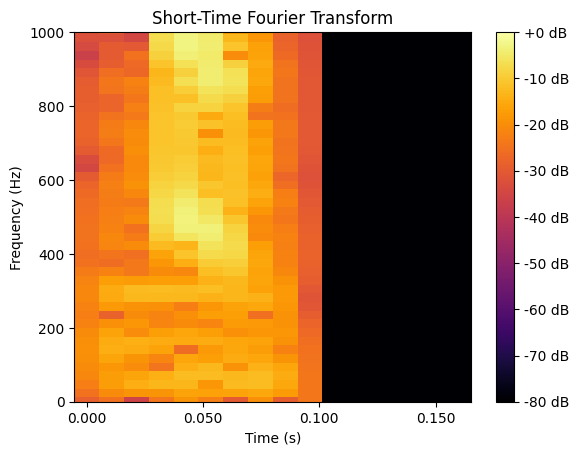 Short-Time Fourier Transform
1000
800
600
400
200
0
Frequency (Hz)
0.000
0.050
0.100
0.150
Time (s)
+0 dB
-10 dB
-20 dB
-30 dB
-40 dB
-50 dB
-60 dB
-70 dB
-80 dB